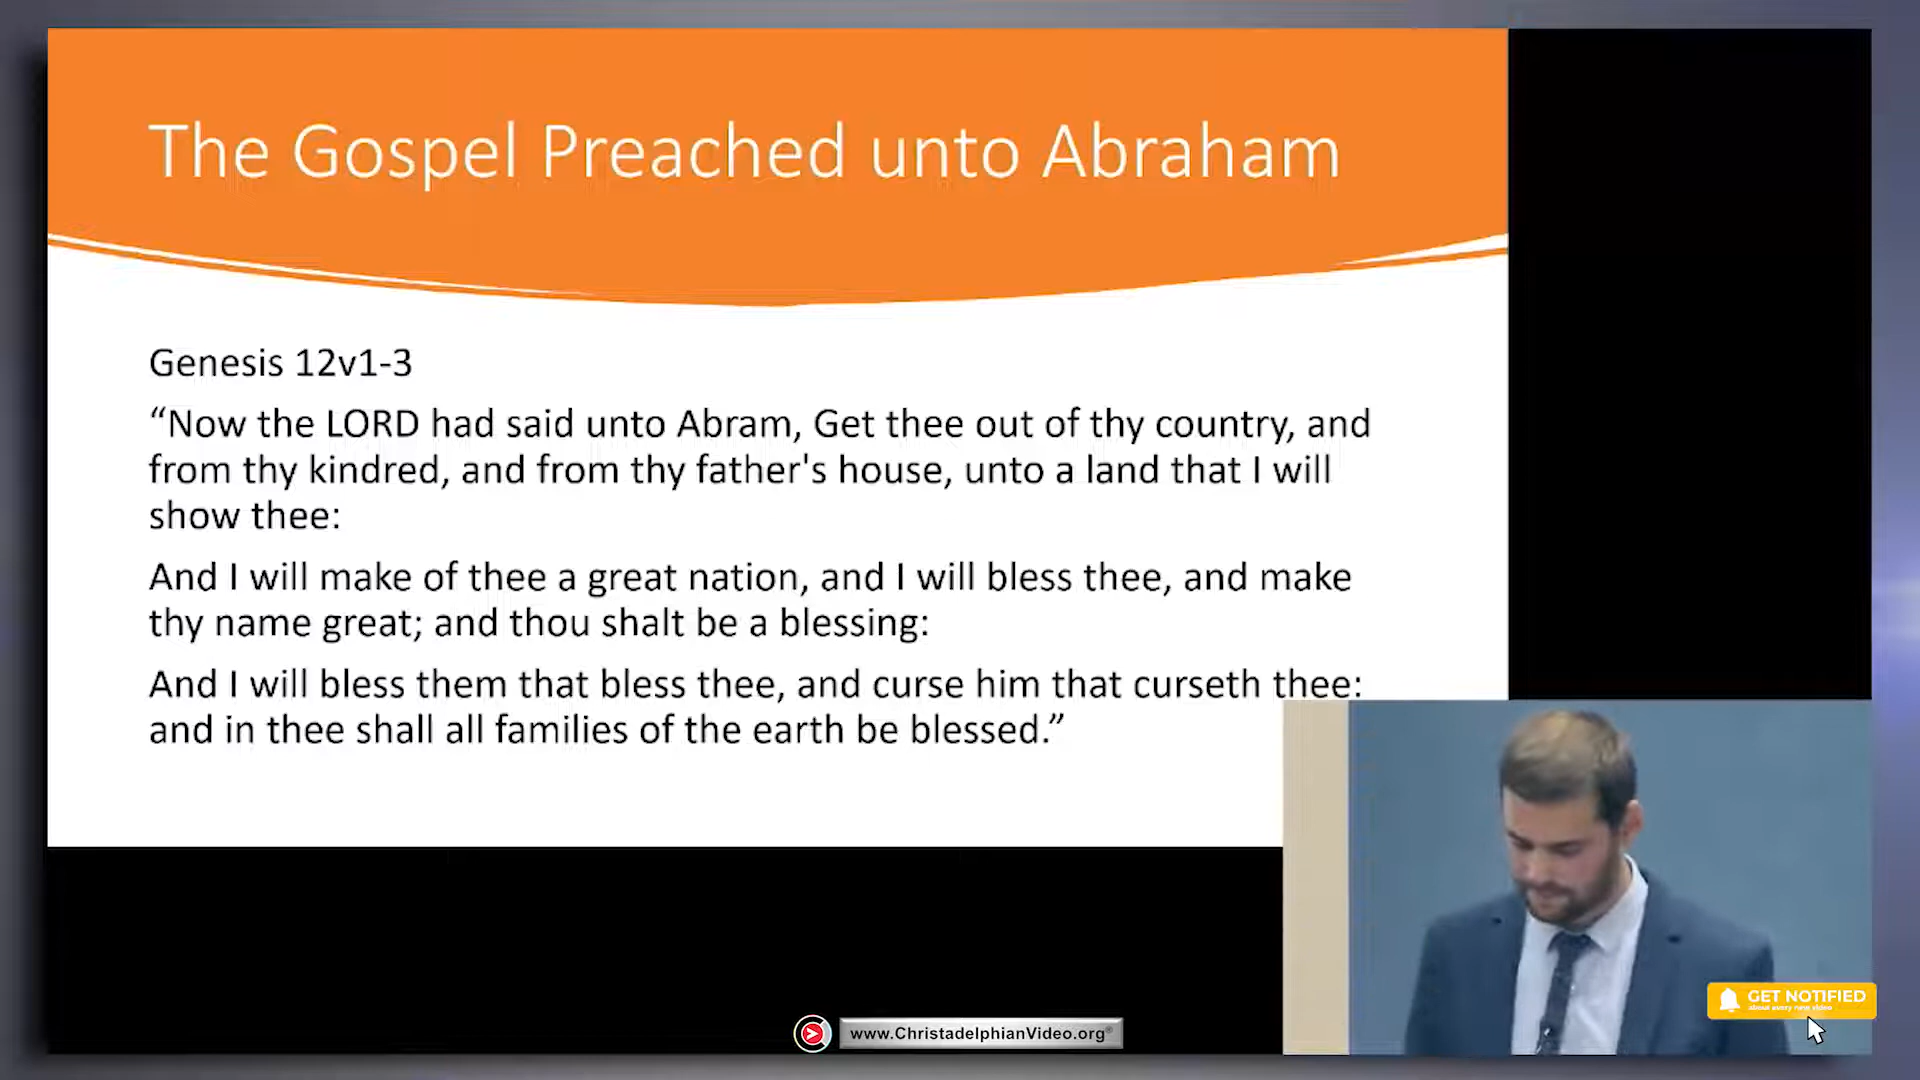 The Gospel Preached unto Abraham
Genesis 12v1-3
“Now the LORD had said unto Abram, Get thee out of thy country, and
from thy kindred, and from thy father's house, unto a land that I will
show thee:
And I will make of thee a great nation, and I will bless thee, and make
thy name great; and thou shalt be a blessing:
And I will bless them that bless thee, and curse him that curseth thee:
and in thee shall all families of the earth be blessed.”
GET NOTIFIED
about every new video
www.ChristadelphianVideo.org®